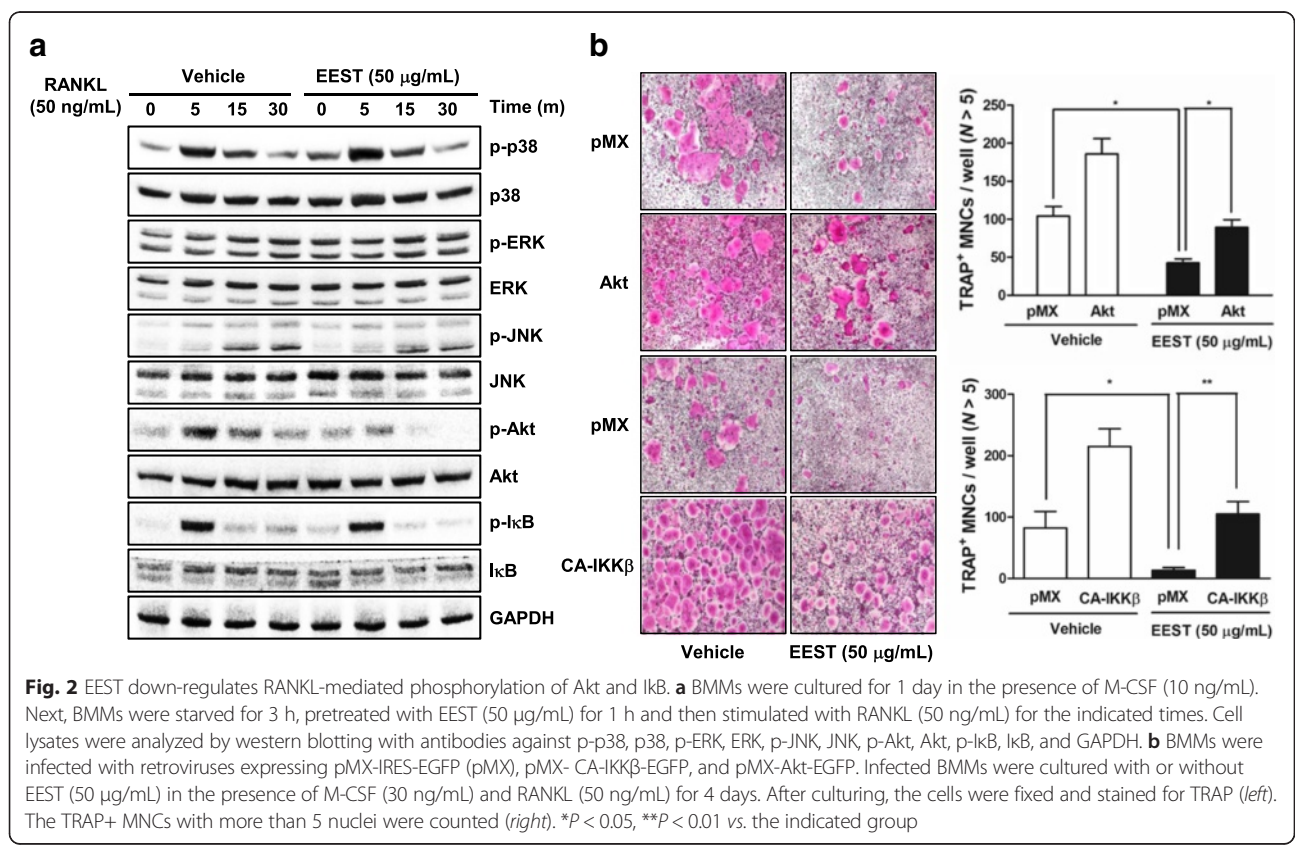 a
RANKL
(50 ng/mL)
Vehicle
EEST (50 μg/mL)
0 5 15 30 0 5 15 30 Time (m)
p-p38
p38
p-ERK
ERK
p-JNK
JNK
p-Akt
Akt
p-IκB
IκB
GAPDH
b
pMX
Akt
pMX
CA-IKKβ
Vehicle EEST (50 μg/mL)
TRAP+ MNCs / well (N > 5)
250
200
150
100
50
0
* *
pMX Akt pMX Akt
Vehicle EEST (50 μg/mL)
TRAP+ MNCs / well (N > 5)
300
200
100
0
* **
pMX CA-IKKβ pMX CA-IKKβ
Vehicle EEST (50 μg/mL)
Fig. 2 EEST down-regulates RANKL-mediated phosphorylation of Akt and IkB. a BMMs were cultured for 1 day in the presence of M-CSF (10 ng/mL).
Next, BMMs were starved for 3 h, pretreated with EEST (50 μg/mL) for 1 h and then stimulated with RANKL (50 ng/mL) for the indicated times. Cell
lysates were analyzed by western blotting with antibodies against p-p38, p38, p-ERK, ERK, p-JNK, JNK, p-Akt, Akt, p-IκB, IκB, and GAPDH. b BMMs were
infected with retroviruses expressing pMX-IRES-EGFP (pMX), pMX- CA-IKKβ-EGFP, and pMX-Akt-EGFP. Infected BMMs were cultured with or without
EEST (50 μg/mL) in the presence of M-CSF (30 ng/mL) and RANKL (50 ng/mL) for 4 days. After culturing, the cells were fixed and stained for TRAP (left).
The TRAP+ MNCs with more than 5 nuclei were counted (right). *P < 0.05, **P < 0.01 vs. the indicated group